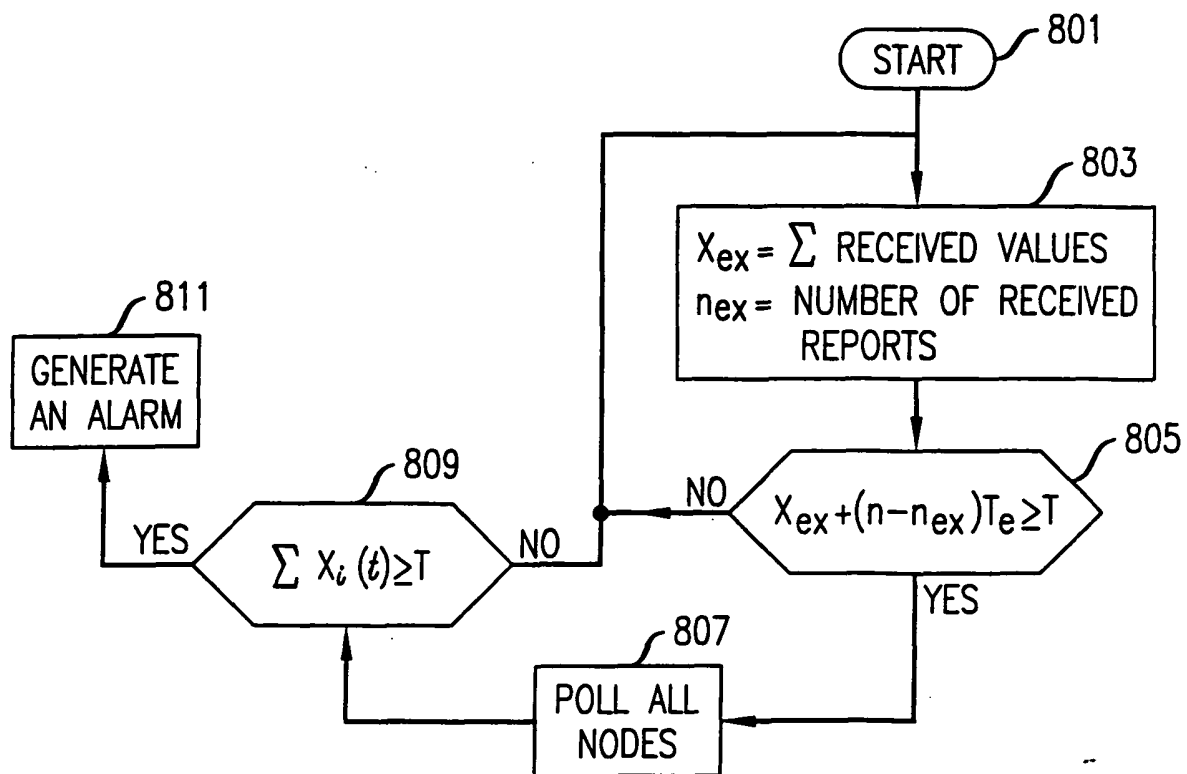 START
801
803
X_ex = ∑ RECEIVED VALUES
n_ex = NUMBER OF RECEIVED
REPORTS
805
X_ex+(n-n_ex)T_e≥T
NO
YES
807
POLL ALL
NODES
809
∑ X_i(t)≥T
NO
YES
811
GENERATE
AN ALARM